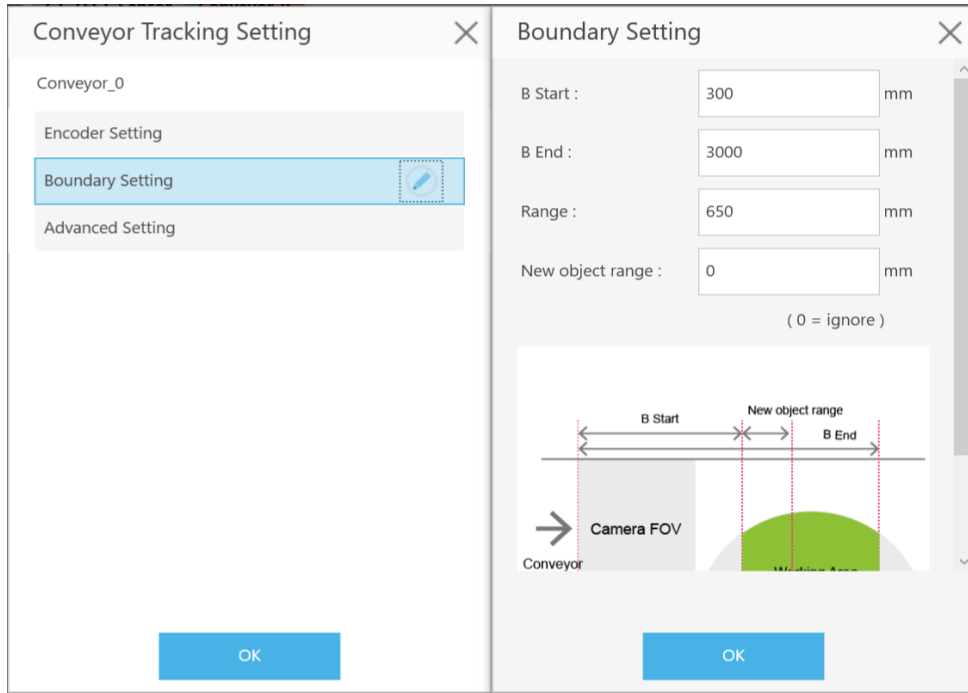 Conveyor Tracking Setting
Conveyor_0
Encoder Setting
Boundary Setting
Advanced Setting
OK
Boundary Setting
B Start : 300 mm
B End : 3000 mm
Range : 650 mm
New object range : 0 mm
( 0 = ignore )
B Start
New object range
B End
Camera FOV
Conveyor
Working Area
OK